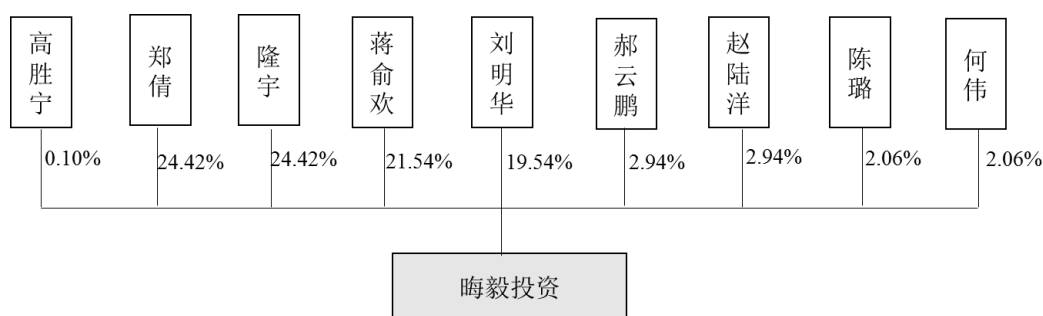 高胜宁
郑倩
隆宇
蒋俞欢
刘明华
郝云鹏
赵陆洋
陈璐
何伟
0.10%
24.42%
24.42%
21.54%
19.54%
2.94%
2.94%
2.06%
2.06%
晦毅投资